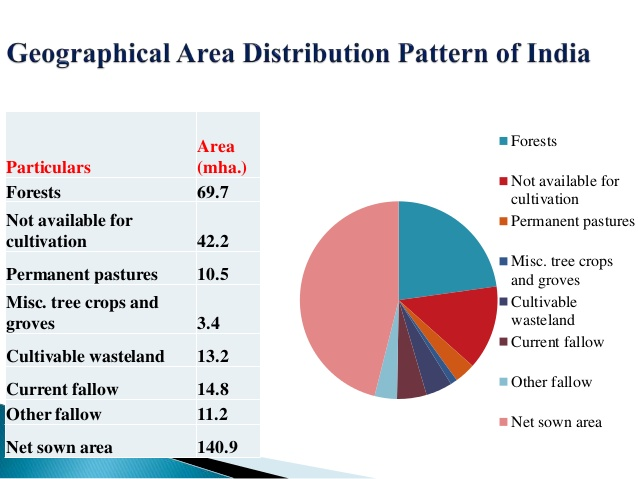 Geographical Area Distribution Pattern of India
Particulars Area (mha.)
Forests 69.7
Not available for
cultivation 42.2
Permanent pastures 10.5
Misc. tree crops and
groves 3.4
Cultivable wasteland 13.2
Current fallow 14.8
Other fallow 11.2
Net sown area 140.9
Forests
Not available for
cultivation
Permanent pastures
Misc. tree crops
and groves
Cultivable
wasteland
Current fallow
Other fallow
Net sown area